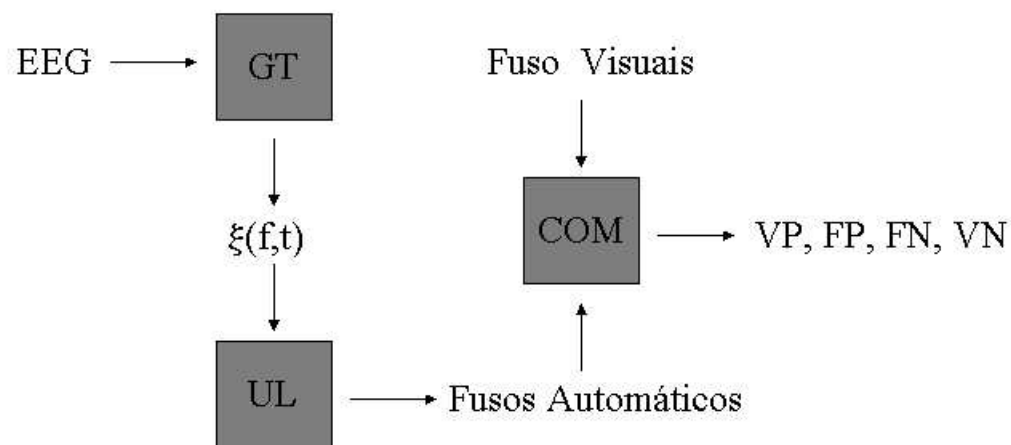 EEG
GT
Fuso Visuais
ξ(f,t)
COM
VP, FP, FN, VN
UL
Fusos Automáticos